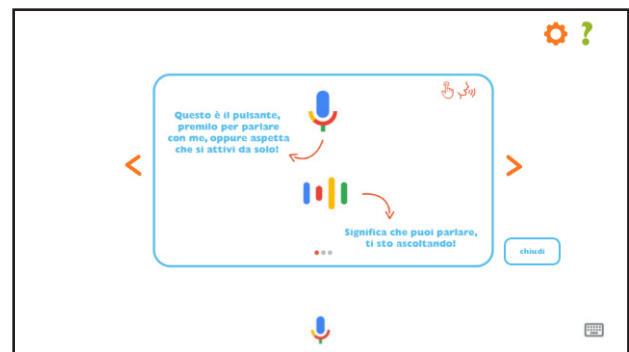 ?
Questo è il pulsante,
premilo per parlare
con me, oppure aspetta
che si attivi da solo!
Significa che puoi parlare,
ti sto ascoltando!
chiudi